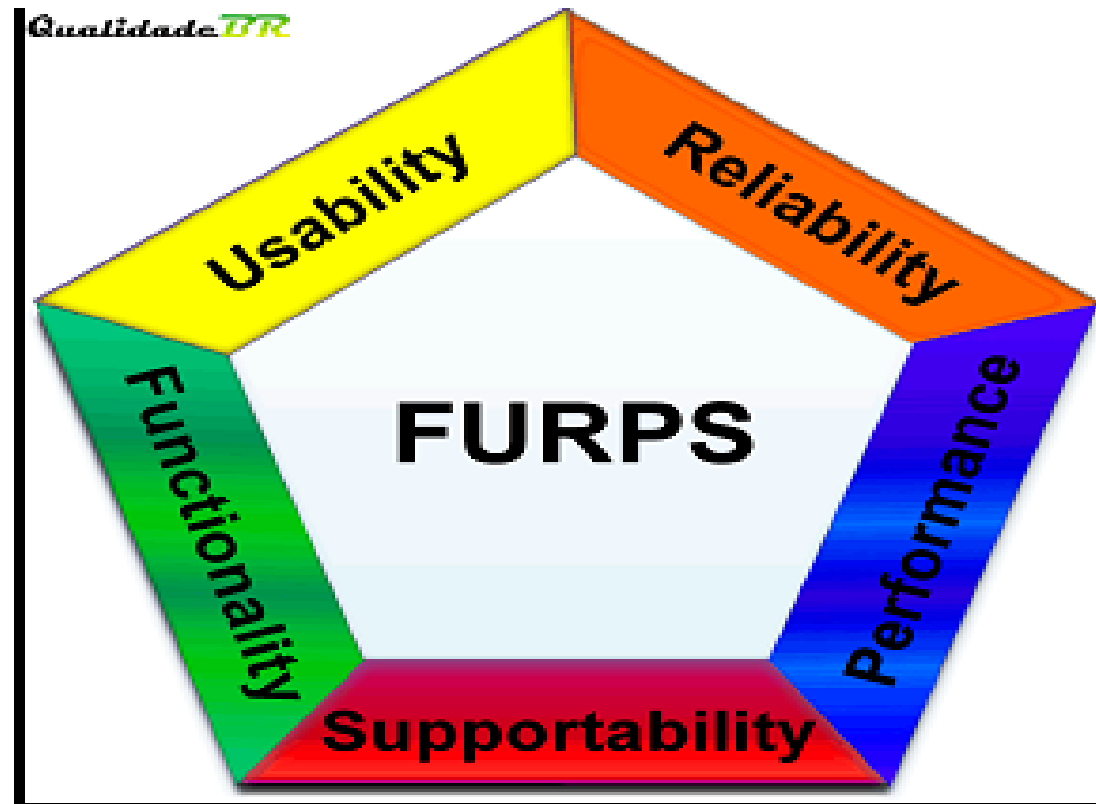 QualidadeBR
Usability
Reliability
Functionality
FURPS
Performance
Supportability